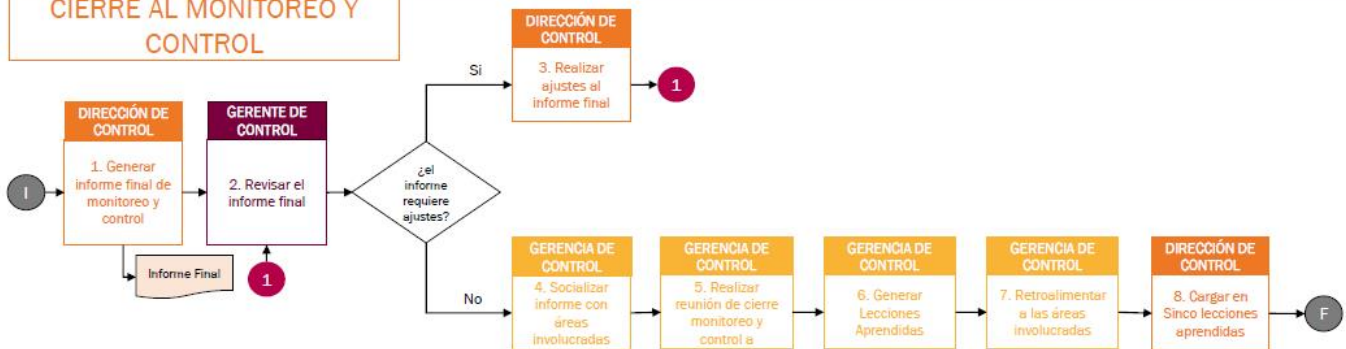 CIERRE AL MONITOREO Y
CONTROL
DIRECCIÓN DE
CONTROL
3. Realizar
ajustes al
informe final
Si
1
DIRECCIÓN DE
CONTROL
1. Generar
informe final de
monitoreo y
control
GERENTE DE
CONTROL
2. Revisar el
informe final
I
¿el
informe
requiere
ajustes?
Informe Final
1
No
GERENCIA DE
CONTROL
4. Socializar
informe con
áreas
involucradas
GERENCIA DE
CONTROL
5. Realizar
reunión de cierre
monitoreo y
control a
GERENCIA DE
CONTROL
6. Generar
Lecciones
Aprendidas
GERENCIA DE
CONTROL
7. Retroalimentar
a las áreas
involucradas
DIRECCIÓN DE
CONTROL
8. Cargar en
Sinco lecciones
aprendidas
F